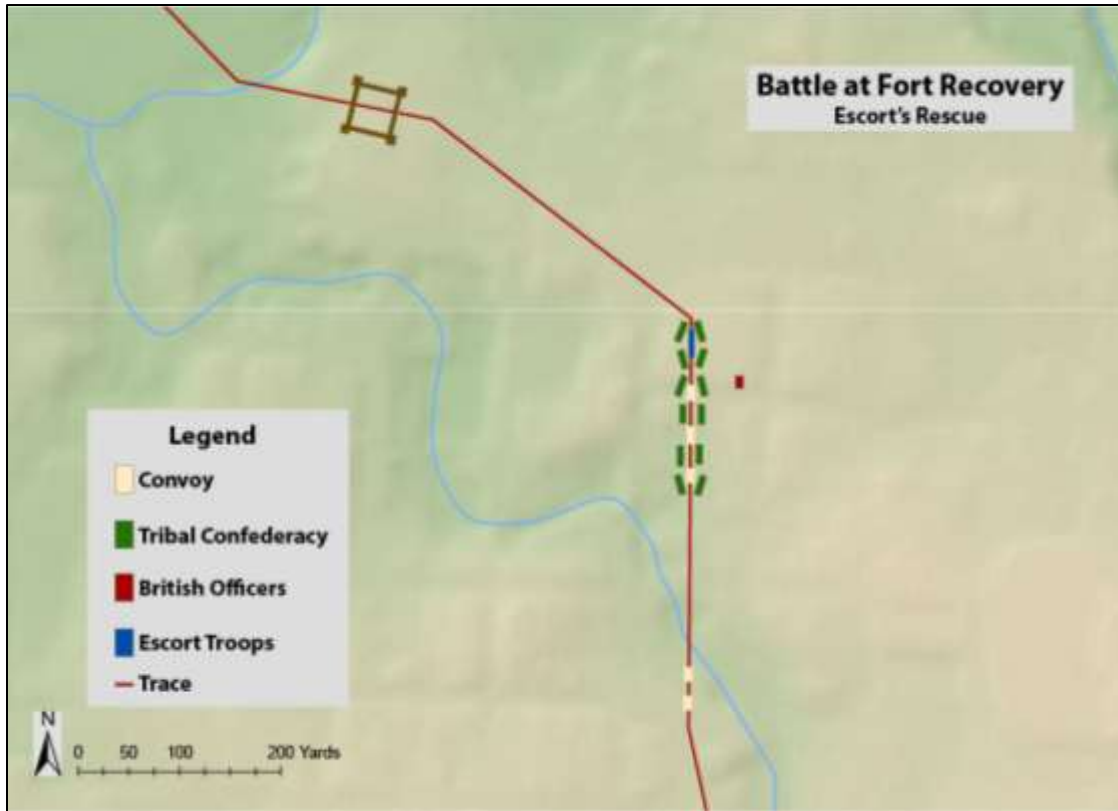 Battle at Fort Recovery
Escort's Rescue
Legend
Convoy
Tribal Confederacy
British Officers
Escort Troops
Trace
N
0 50 100 200 Yards